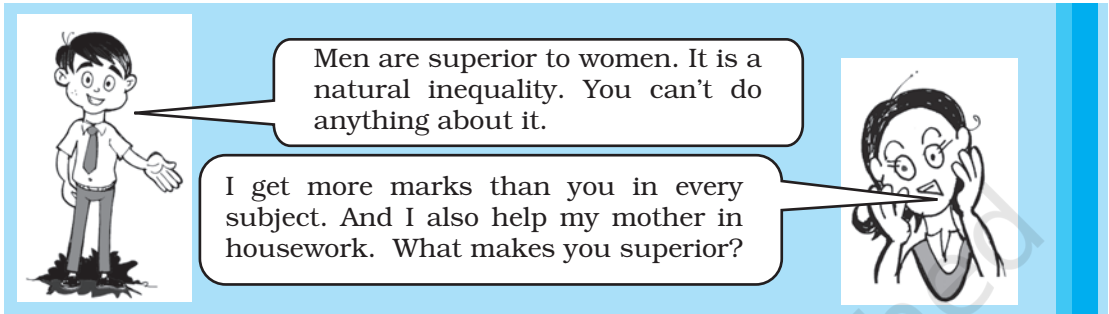 Men are superior to women. It is a
natural inequality. You can’t do
anything about it.
I get more marks than you in every
subject. And I also help my mother in
housework. What makes you superior?